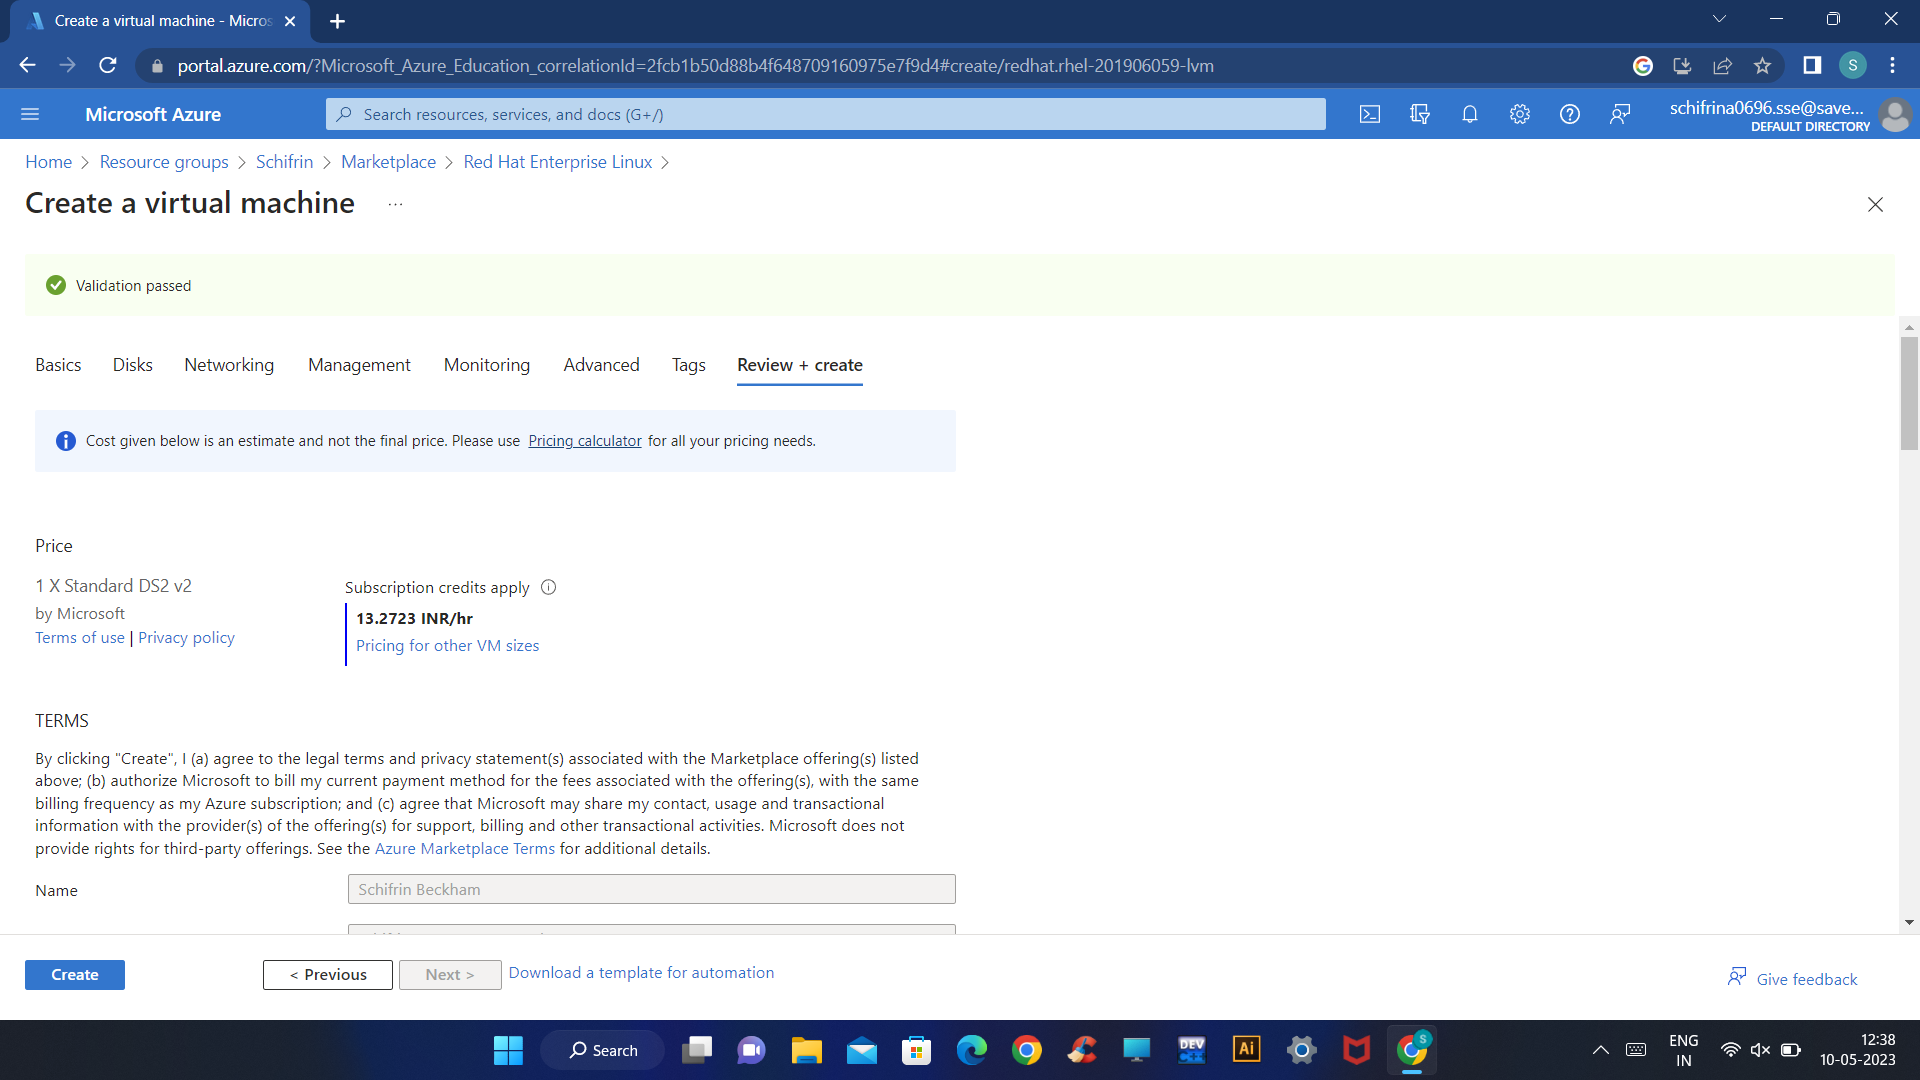 Create a virtual machine - Micros
portal.azure.com/?Microsoft_Azure_Education_correlationId=2fcb1b50d88b4f648709160975e7f9d4#create/redhat.rhel-201906059-lvm
S
Microsoft Azure
Search resources, services, and docs (G+/)
schifrina0696.sse@save...
DEFAULT DIRECTORY
Home > Resource groups > Schifrin > Marketplace > Red Hat Enterprise Linux >
Create a virtual machine ...
Validation passed
Basics Disks Networking Management Monitoring Advanced Tags Review + create
Cost given below is an estimate and not the final price. Please use Pricing calculator for all your pricing needs.
Price
1 X Standard DS2 v2
by Microsoft
Terms of use | Privacy policy
Subscription credits apply
13.2723 INR/hr
Pricing for other VM sizes
TERMS
By clicking "Create", I (a) agree to the legal terms and privacy statement(s) associated with the Marketplace offering(s) listed
above; (b) authorize Microsoft to bill my current payment method for the fees associated with the offering(s), with the same
billing frequency as my Azure subscription; and (c) agree that Microsoft may share my contact, usage and transactional
information with the provider(s) of the offering(s) for support, billing and other transactional activities. Microsoft does not
provide rights for third-party offerings. See the Azure Marketplace Terms for additional details.
Name
Schifrin Beckham
Create
< Previous
Next >
Download a template for automation
Give feedback
Search
DEV
C++
Ai
S
ENG
IN
12:38
10-05-2023